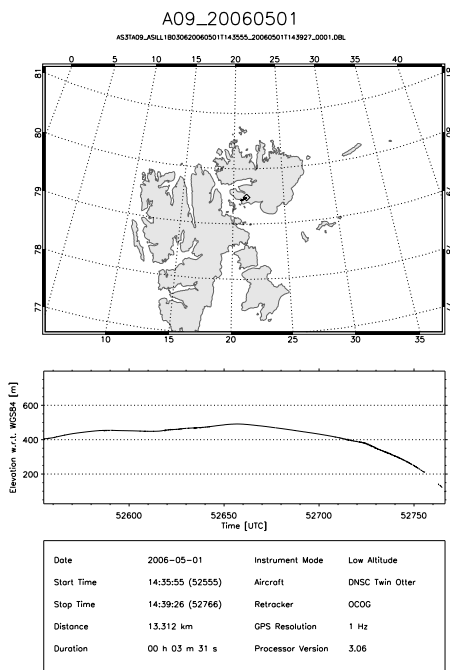 A09_20060501
AS3TA09_ASILL1B030620060501T143555_20060501T143927_0001.DBL
0 5 10 15 20 25 30 35 40
81
80
79
78
77
10 15 20 25 30 35
Elevation w.r.t. WGS84 [m]
600
400
200
52600 52650 52700 52750
Time [UTC]
Date 2006-05-01 Instrument Mode Low Altitude
Start Time 14:35:55 (52555) Aircraft DNSC Twin Otter
Stop Time 14:39:26 (52766) Retracker OCOG
Distance 13.312 km GPS Resolution 1 Hz
Duration 00 h 03 m 31 s Processor Version 3.06